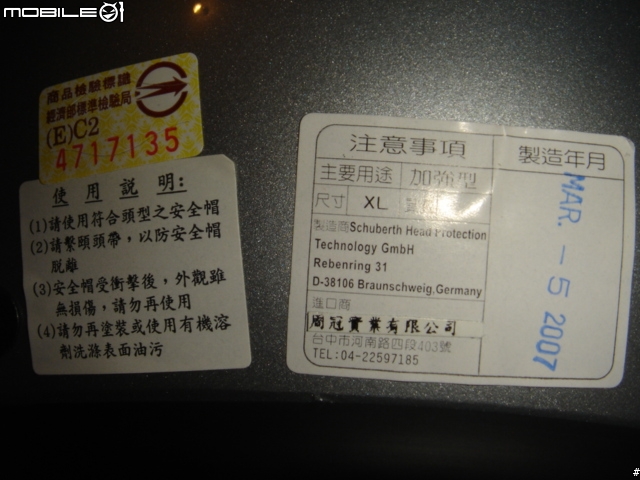 MOBILE01
商品檢驗標識
經濟部標準檢驗局
(E)C2
4717135
使用說明:
(1)請使用符合頭型之安全帽
(2)請繫頤頭帶,以防安全帽
脫離
(3)安全帽受衝擊後,外觀雖
無損傷,請勿再使用
(4)請勿再塗裝或使用有機溶
劑洗滌表面油污
注意事項
製造年月
主要用途 加強型
尺寸 XL
製造商Schuberth Head Protection
Technology GmbH
Rebenring 31
D-38106 Braunschweig,Germany
進口商
周冠實業有限公司
台中市河南路四段403號
TEL:04-22597185
MAR. -5 2007
#